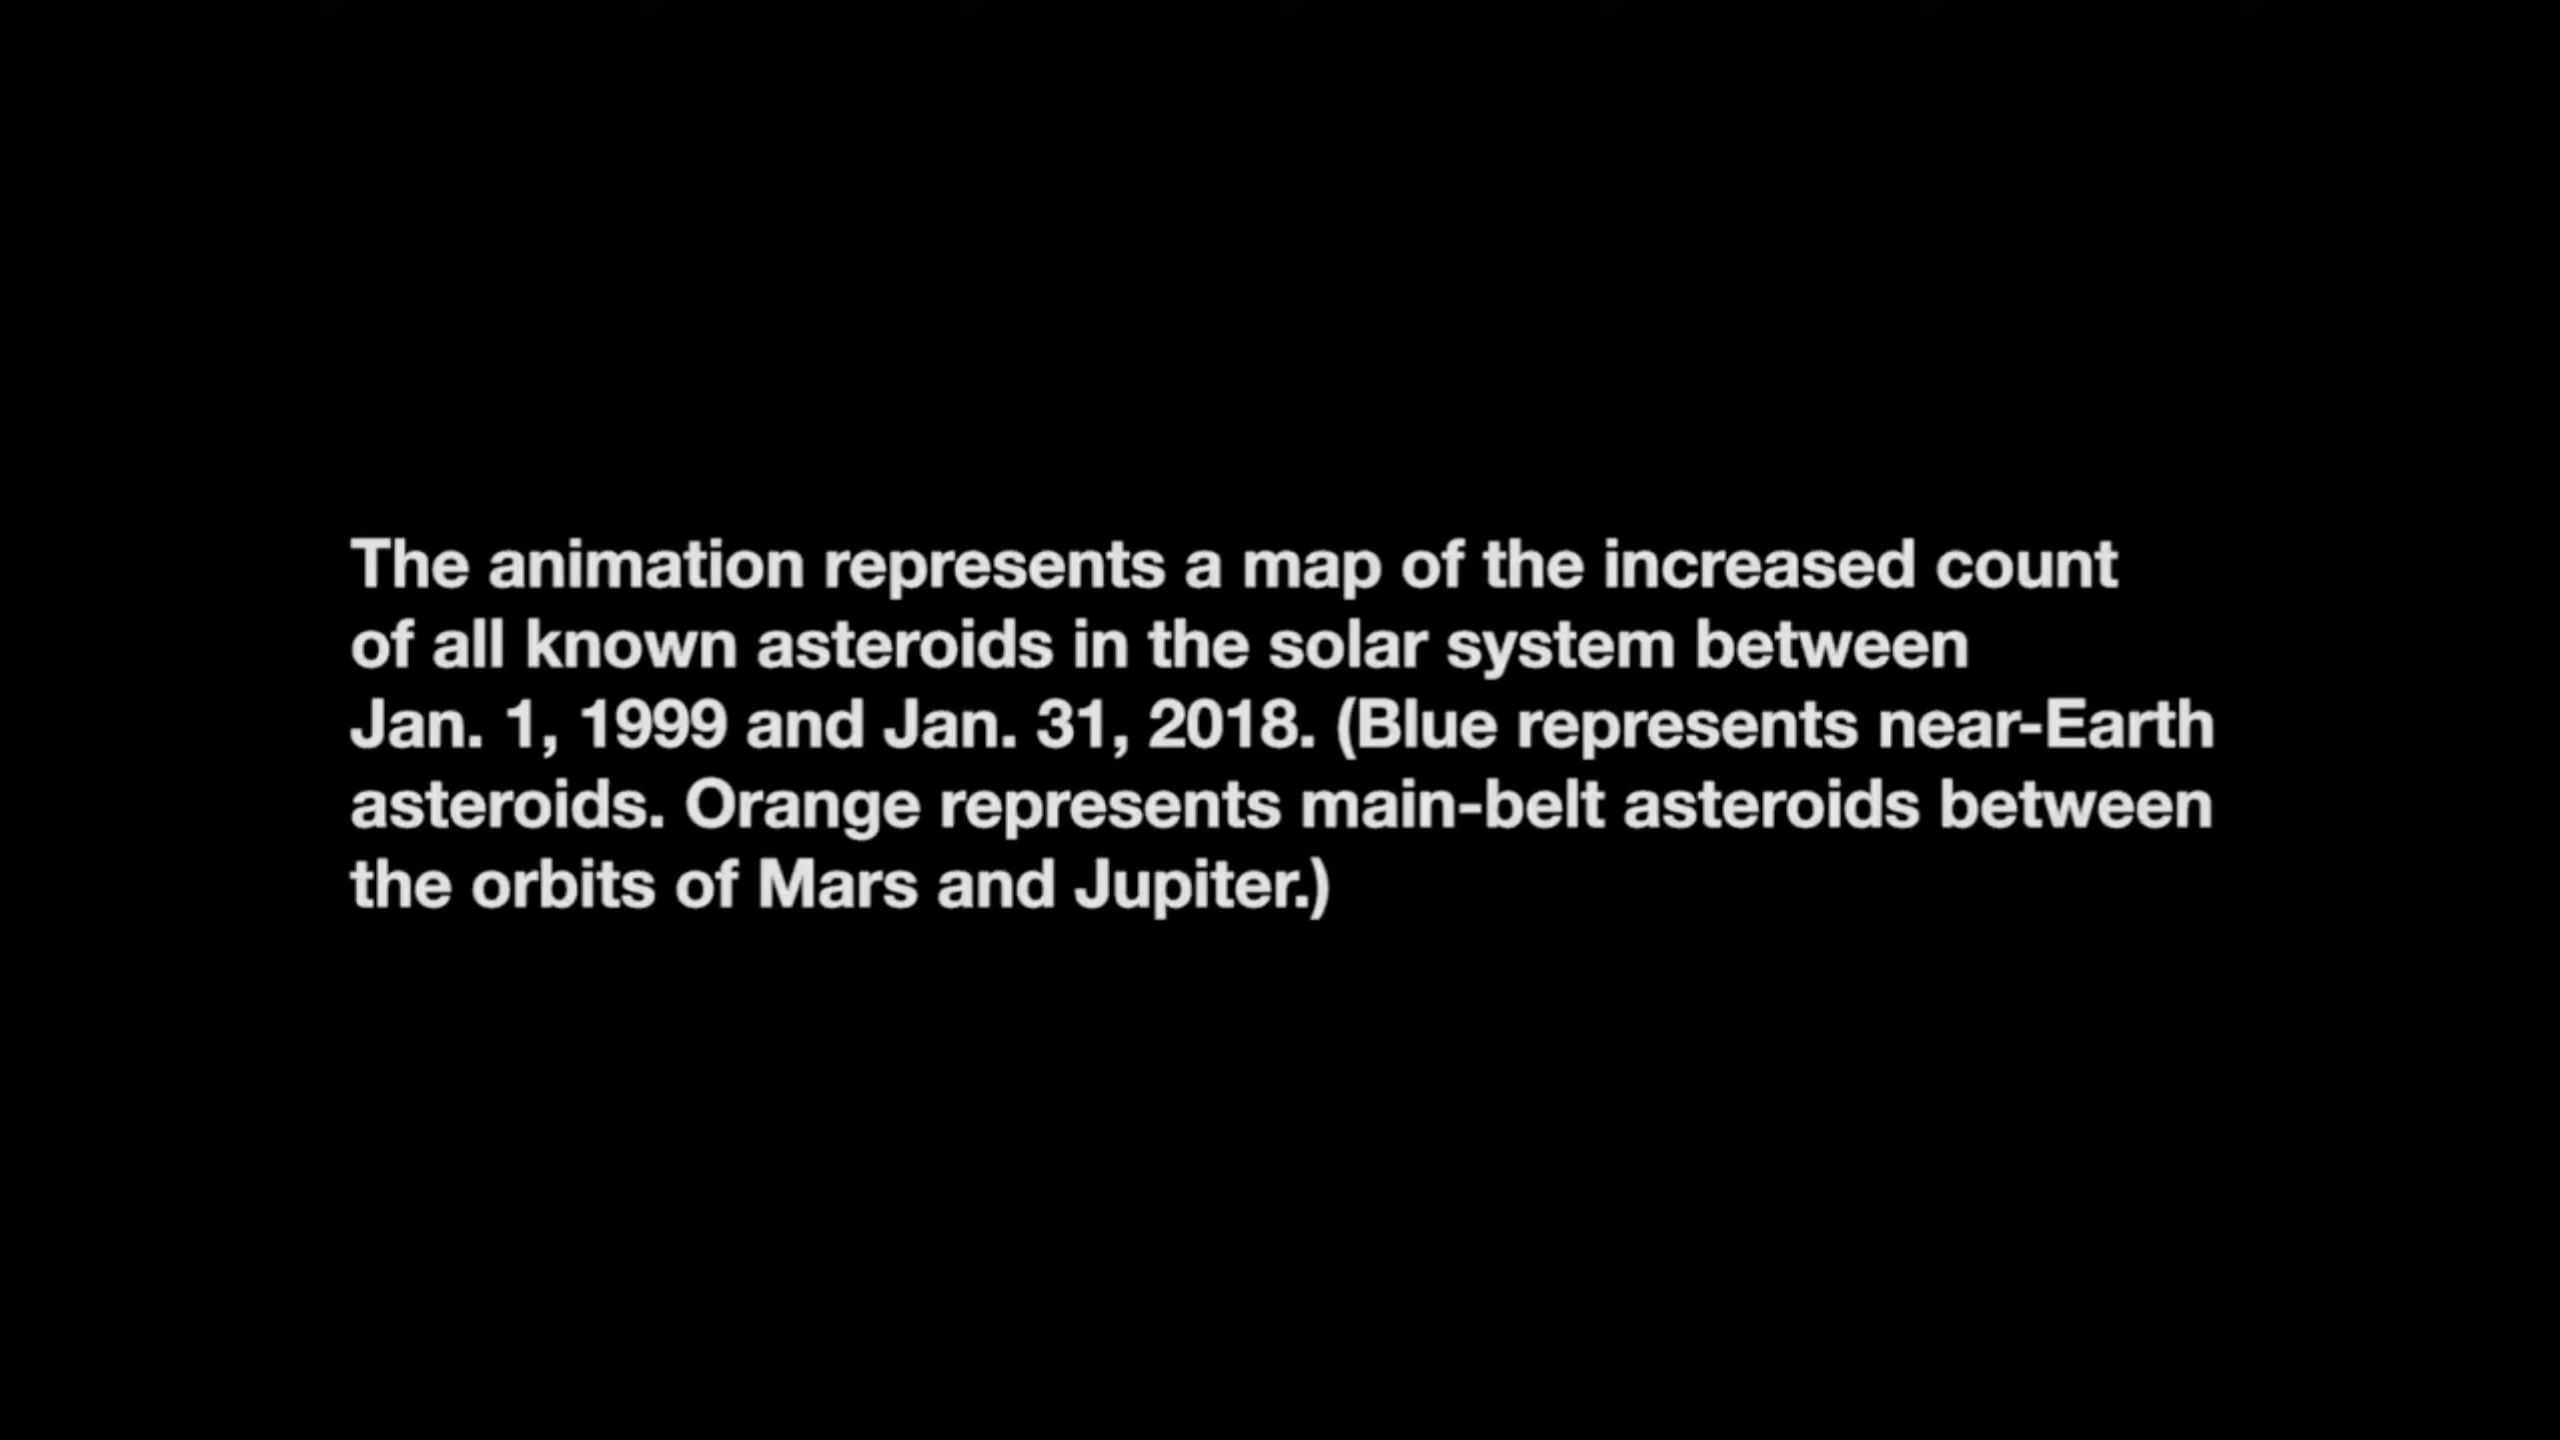 The animation represents a map of the increased count
of all known asteroids in the solar system between
Jan. 1, 1999 and Jan. 31, 2018. (Blue represents near-Earth
asteroids. Orange represents main-belt asteroids between
the orbits of Mars and Jupiter.)